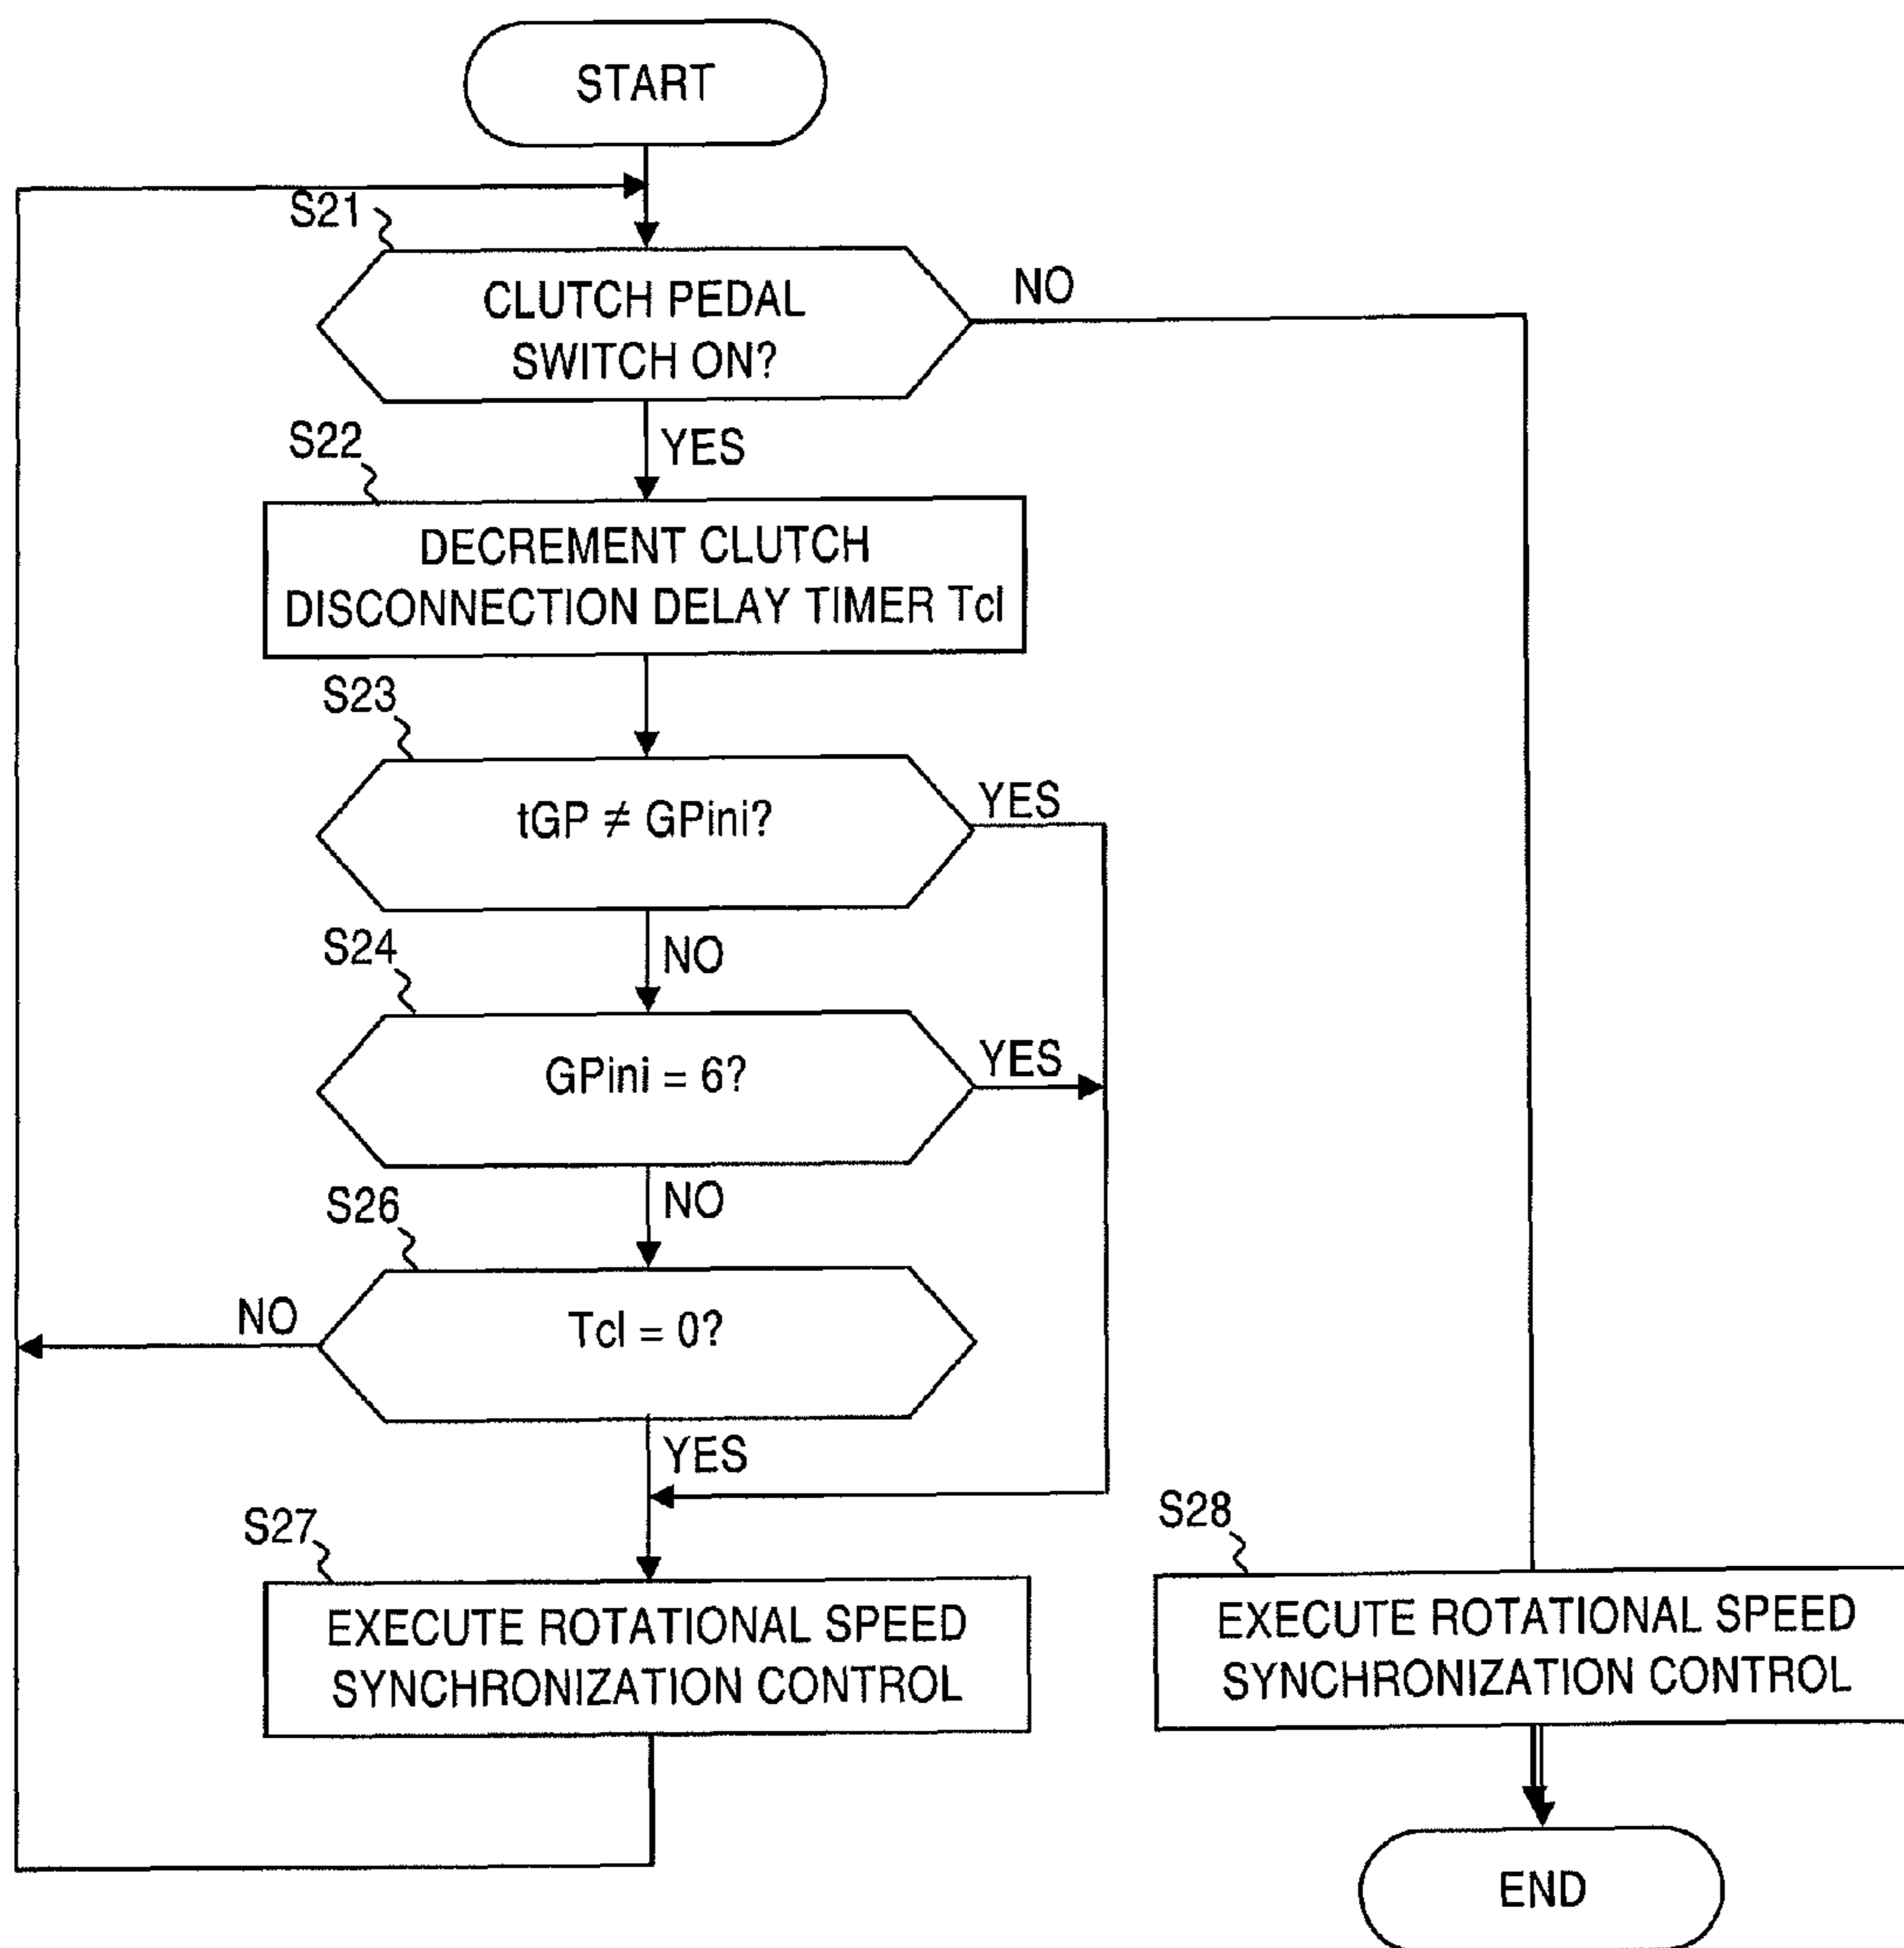 START
S21
CLUTCH PEDAL
SWITCH ON?
NO
YES
S22
DECREMENT CLUTCH
DISCONNECTION DELAY TIMER Tcl
S23
tGP ≠ GPini?
YES
NO
S24
GPini = 6?
YES
NO
S26
Tcl = 0?
NO
YES
S27
EXECUTE ROTATIONAL SPEED
SYNCHRONIZATION CONTROL
S28
EXECUTE ROTATIONAL SPEED
SYNCHRONIZATION CONTROL
END